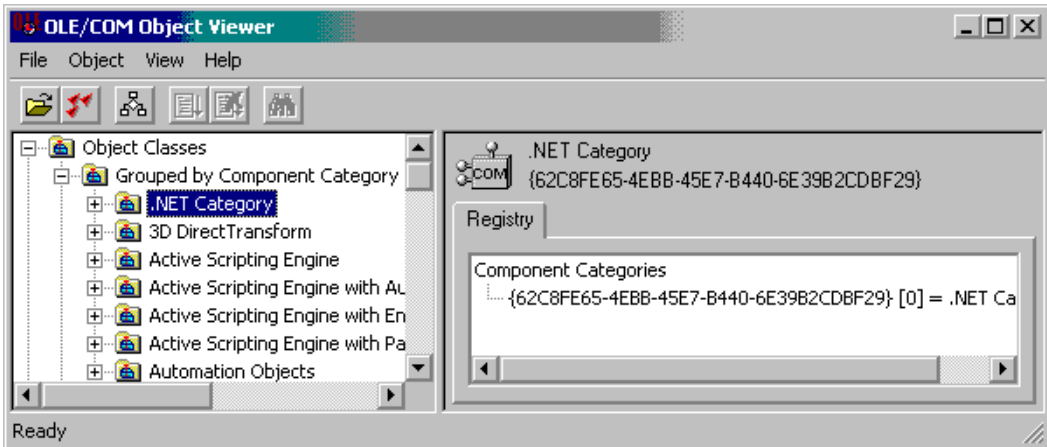 OLE/COM Object Viewer
File Object View Help
Object Classes
Grouped by Component Category
.NET Category
3D DirectTransform
Active Scripting Engine
Active Scripting Engine with Au
Active Scripting Engine with En
Active Scripting Engine with Pa
Automation Objects
.NET Category
COM
{62C8FE65-4EBB-45E7-B440-6E39B2CDBF29}
Registry
Component Categories
{62C8FE65-4EBB-45E7-B440-6E39B2CDBF29} [0] = .NET Ca
Ready